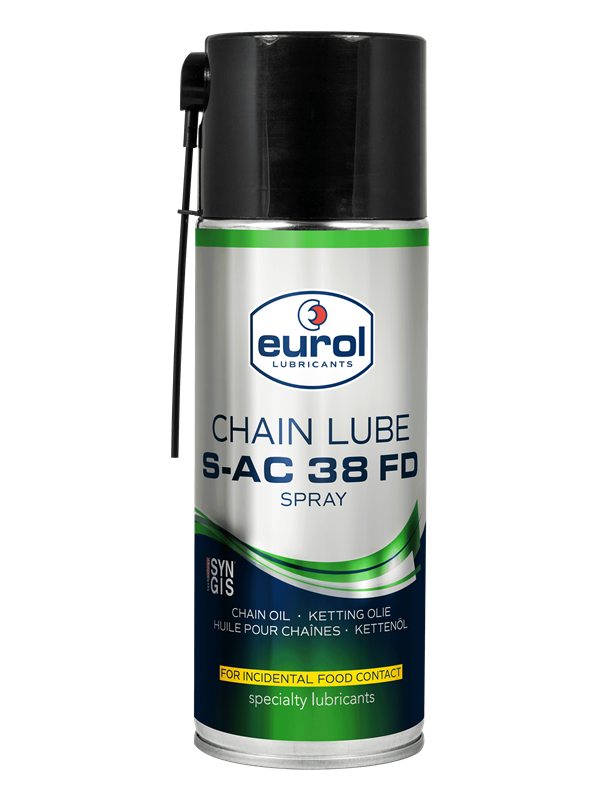 eurol
LUBRICANTS
CHAIN LUBE
S-AC 38 FD
SPRAY
SYN
GIS
CHAIN OIL · KETTING OLIE
HUILE POUR CHAÎNES · KETTENÖL
FOR INCIDENTAL FOOD CONTACT
specialty lubricants